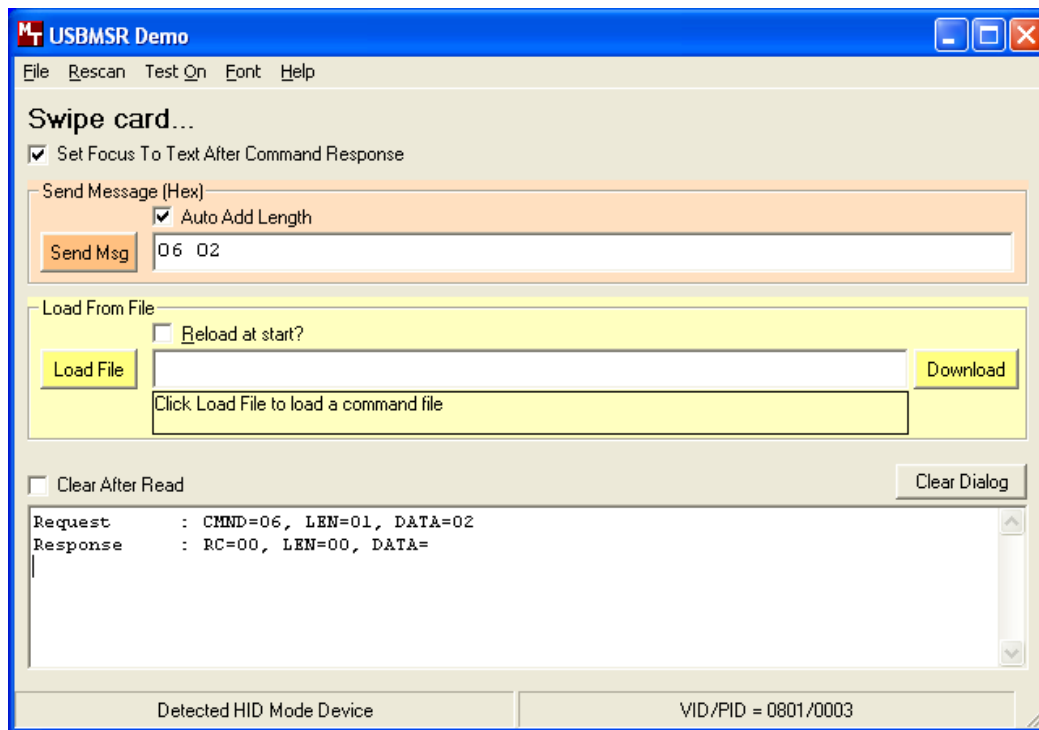 MT USBMSR Demo
File Rescan Test On Font Help
Swipe card...
Set Focus To Text After Command Response
Send Message (Hex)
Auto Add Length
Send Msg 06 02
Load From File
Reload at start?
Load File Download
Click Load File to load a command file
Clear After Read Clear Dialog
Request : CMND=06, LEN=01, DATA=02
Response : RC=00, LEN=00, DATA=
Detected HID Mode Device VID/PID = 0801/0003